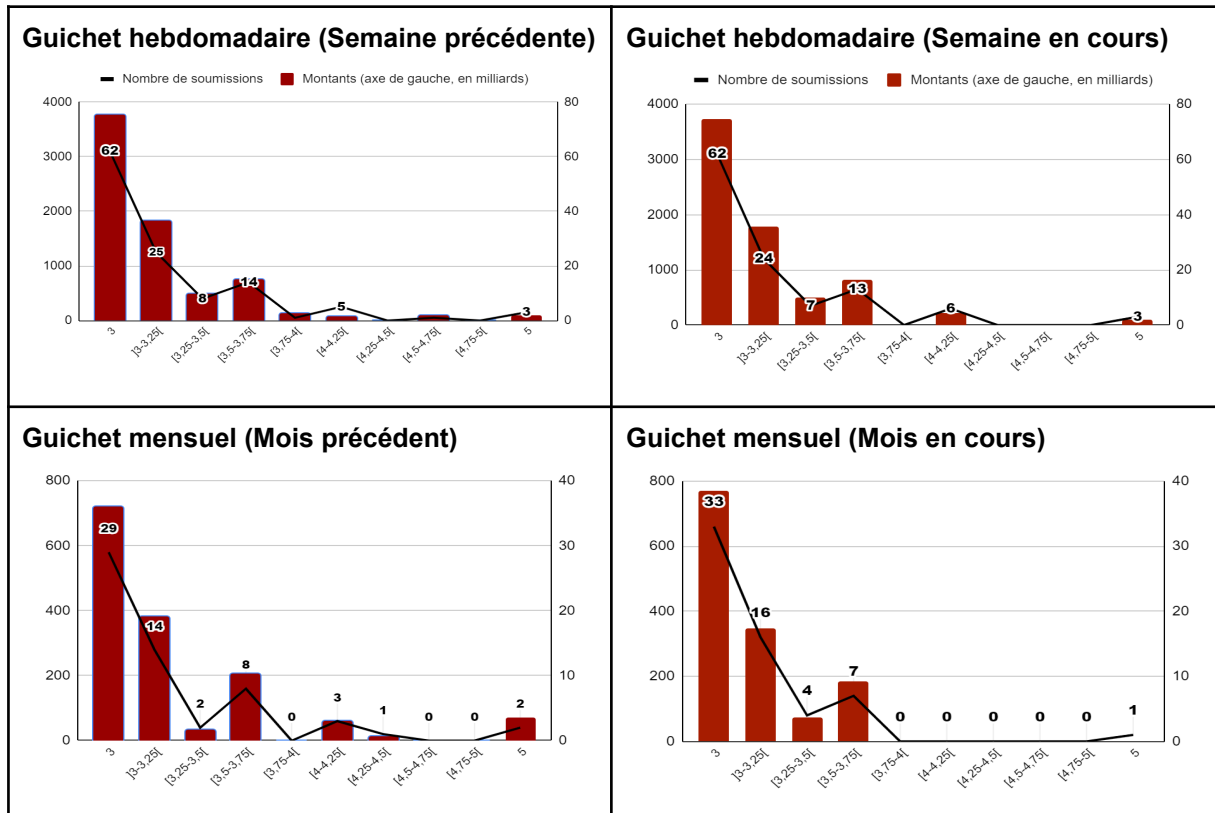 Guichet hebdomadaire (Semaine précédente)
Nombre de soumissions Montants (axe de gauche, en milliards)
4000 80
3000 60
2000 40
1000 20
0 0
62 25 8 14 5 3
3 ]3-3,25[ [3,25-3,5[ [3,5-3,75[ [3,75-4[ [4-4,25[ [4,25-4,5[ [4,5-4,75[ [4,75-5[ 5
Guichet hebdomadaire (Semaine en cours)
Nombre de soumissions Montants (axe de gauche, en milliards)
4000 80
3000 60
2000 40
1000 20
0 0
62 24 7 13 6 3
3 ]3-3,25[ [3,25-3,5[ [3,5-3,75[ [3,75-4[ [4-4,25[ [4,25-4,5[ [4,5-4,75[ [4,75-5[ 5
Guichet mensuel (Mois précédent)
800 40
600 30
400 20
200 10
0 0
29 14 2 8 0 3 1 0 0 2
3 ]3-3,25[ [3,25-3,5[ [3,5-3,75[ [3,75-4[ [4-4,25[ [4,25-4,5[ [4,5-4,75[ [4,75-5[ 5
Guichet mensuel (Mois en cours)
800 40
600 30
400 20
200 10
0 0
33 16 4 7 0 0 0 0 0 1
3 ]3-3,25[ [3,25-3,5[ [3,5-3,75[ [3,75-4[ [4-4,25[ [4,25-4,5[ [4,5-4,75[ [4,75-5[ 5